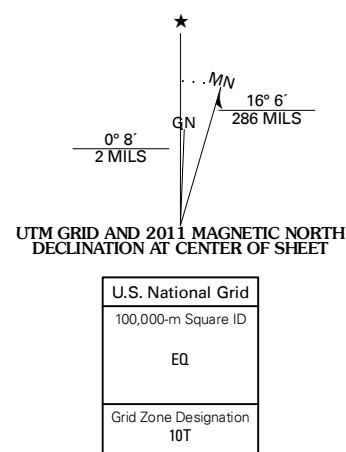 MN
16° 6´
286 MILS
GN
0° 8´
2 MILS
UTM GRID AND 2011 MAGNETIC NORTH
DECLINATION AT CENTER OF SHEET
U.S. National Grid
100,000-m Square ID
EQ
Grid Zone Designation
10T